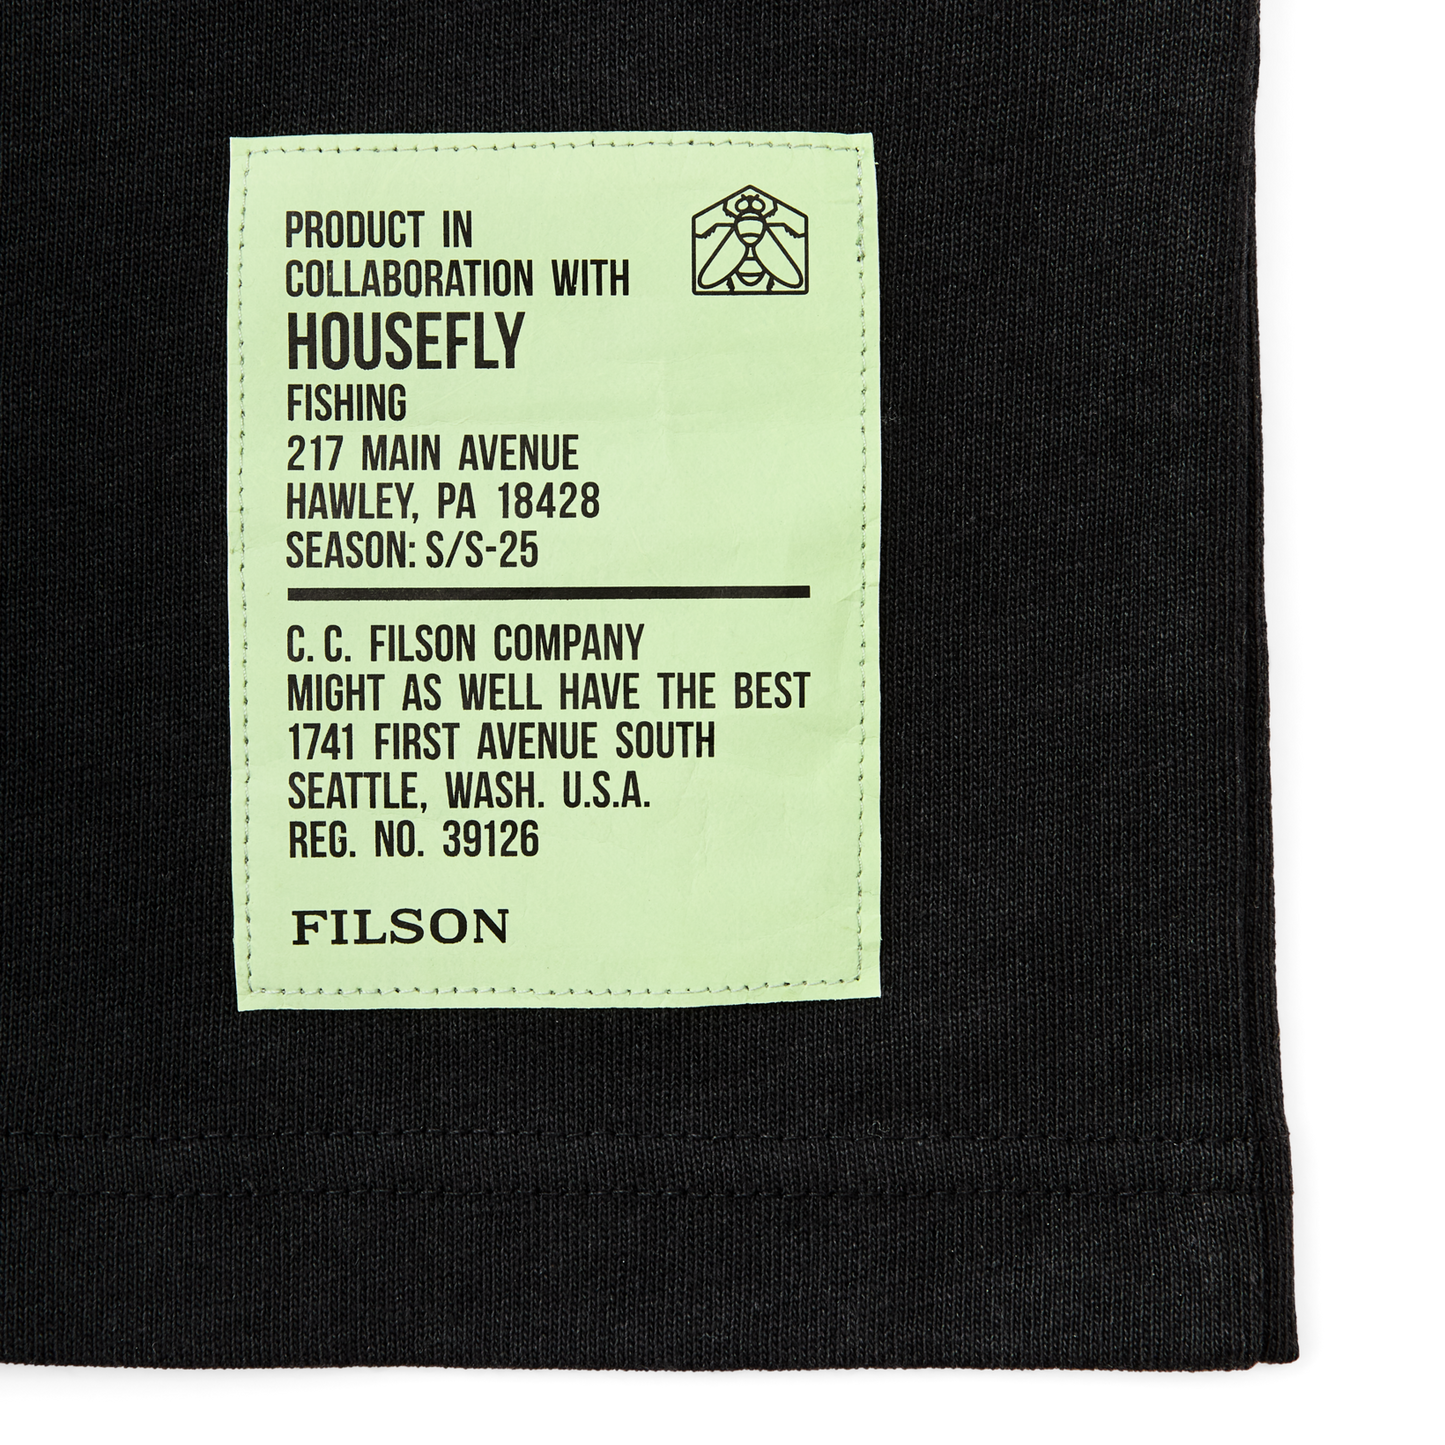 PRODUCT IN
COLLABORATION WITH
HOUSEFLY
FISHING
217 MAIN AVENUE
HAWLEY, PA 18428
SEASON: S/S-25
C. C. FILSON COMPANY
MIGHT AS WELL HAVE THE BEST
1741 FIRST AVENUE SOUTH
SEATTLE, WASH. U.S.A.
REG. NO. 39126
FILSON